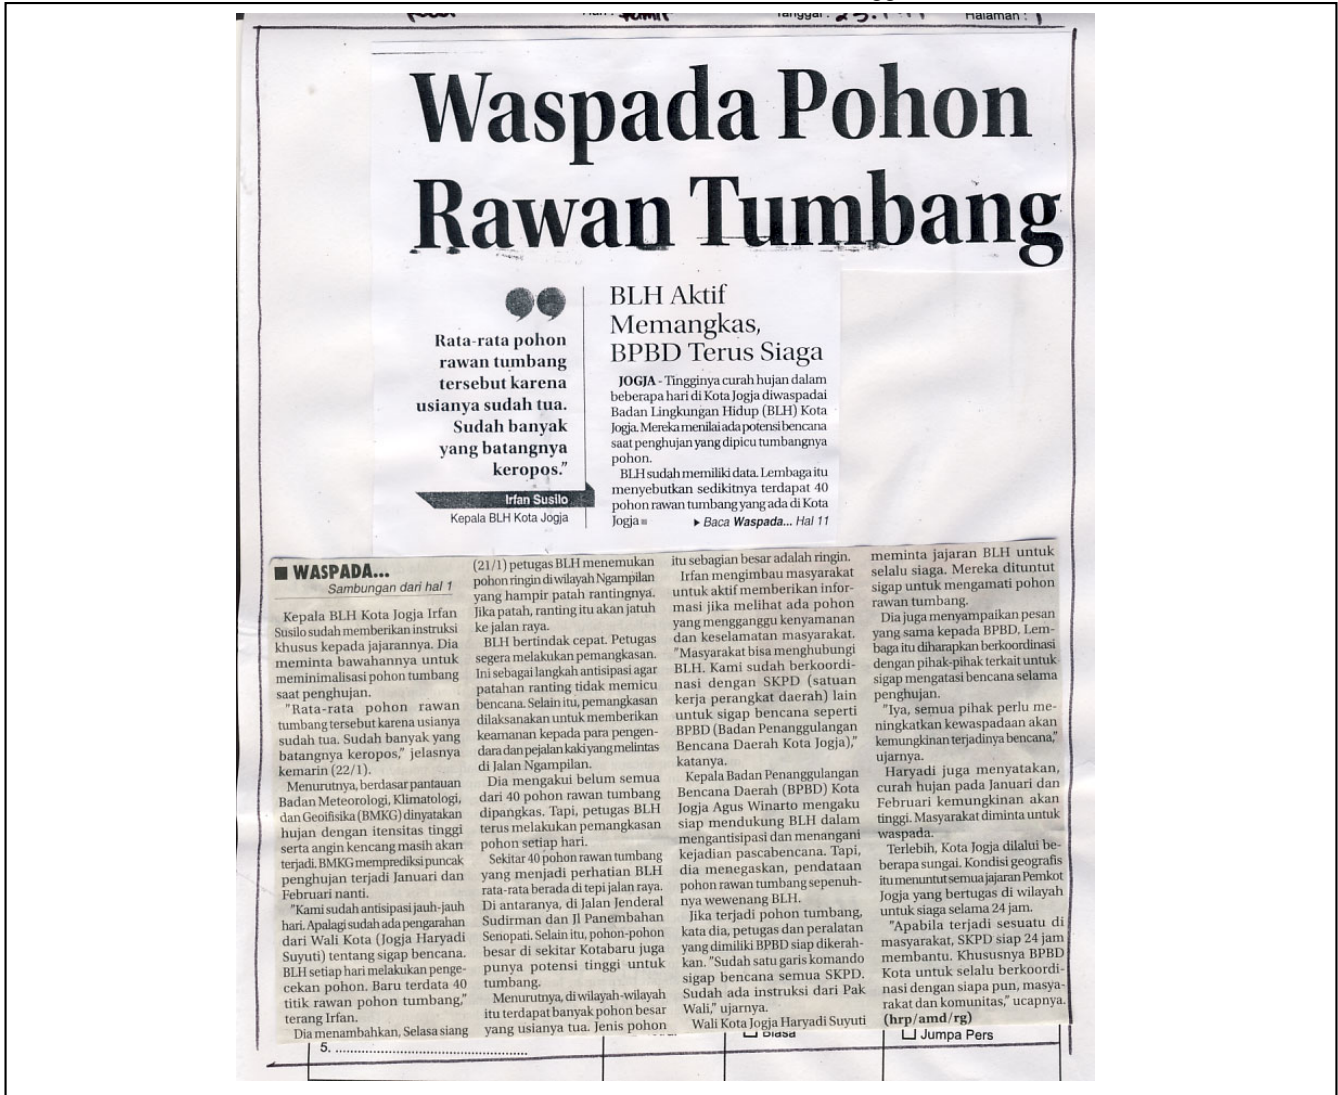 Halaman :
Waspada Pohon
Rawan Tumbang
Rata-rata pohon
rawan tumbang
tersebut karena
usianya sudah tua.
Sudah banyak
yang batangnya
keropos."
Irfan Susilo
Kepala BLH Kota Jogja
BLH Aktif
Memangkas,
BPBD Terus Siaga
JOGJA - Tingginya curah hujan dalam
beberapa hari di Kota Jogja diwaspadai
Badan Lingkungan Hidup (BLH) Kota
Jogja. Mereka menilai ada potensi bencana
saat penghujan yang dipicu tumbangnya
pohon.
BLH sudah memiliki data. Lembaga itu
menyebutkan sedikitnya terdapat 40
pohon rawan tumbang yang ada di Kota
Jogja ■ ▶ Baca Waspada... Hal 11
■ WASPADA...
Sambungan dari hal 1
Kepala BLH Kota Jogja Irfan
Susilo sudah memberikan instruksi
khusus kepada jajarannya. Dia
meminta bawahannya untuk
meminimalisasi pohon tumbang
saat penghujan.
"Rata-rata pohon rawan
tumbang tersebut karena usianya
sudah tua. Sudah banyak yang
batangnya keropos," jelasnya
kemarin (22/1).
Menurutnya, berdasar pantauan
Badan Meteorologi, Klimatologi,
dan Geoifisika (BMKG) dinyatakan
hujan dengan itensitas tinggi
serta angin kencang masih akan
terjadi. BMKG memprediksi puncak
penghujan terjadi Januari dan
Februari nanti.
"Kami sudah antisipasi jauh-jauh
hari. Apalagi sudah ada pengarahan
dari Wali Kota (Jogja Haryadi
Suyuti) tentang sigap bencana.
BLH setiap hari melakukan penge-
cekan pohon. Baru terdata 40
titik rawan pohon tumbang,"
terang Irfan.
Dia menambahkan, Selasa siang
(21/1) petugas BLH menemukan
pohon ringin di wilayah Ngampilan
yang hampir patah rantingnya.
Jika patah, ranting itu akan jatuh
ke jalan raya.
BLH bertindak cepat. Petugas
segera melakukan pemangkasan.
Ini sebagai langkah antisipasi agar
patahan ranting tidak memicu
bencana. Selain itu, pemangkasan
dilaksanakan untuk memberikan
keamanan kepada para pengen-
dara dan pejalan kaki yang melintas
di Jalan Ngampilan.
Dia mengakui belum semua
dari 40 pohon rawan tumbang
dipangkas. Tapi, petugas BLH
terus melakukan pemangkasan
pohon setiap hari.
Sekitar 40 pohon rawan tumbang
yang menjadi perhatian BLH
rata-rata berada di tepi jalan raya.
Di antaranya, di Jalan Jenderal
Sudirman dan Jl Panembahan
Senopati. Selain itu, pohon-pohon
besar di sekitar Kotabaru juga
punya potensi tinggi untuk
tumbang.
Menurutnya, di wilayah-wilayah
itu terdapat banyak pohon besar
yang usianya tua. Jenis pohon
itu sebagian besar adalah ringin.
Irfan mengimbau masyarakat
untuk aktif memberikan infor-
masi jika melihat ada pohon
yang mengganggu kenyamanan
dan keselamatan masyarakat.
"Masyarakat bisa menghubungi
BLH. Kami sudah berkoordi-
nasi dengan SKPD (satuan
kerja perangkat daerah) lain
untuk sigap bencana seperti
BPBD (Badan Penanggulangan
Bencana Daerah Kota Jogja),"
katanya.
Kepala Badan Penanggulangan
Bencana Daerah (BPBD) Kota
Jogja Agus Winarto mengaku
siap mendukung BLH dalam
mengantisipasi dan menangani
kejadian pascabencana. Tapi,
dia menegaskan, pendataan
pohon rawan tumbang sepenuh-
nya wewenang BLH.
Jika terjadi pohon tumbang,
kata dia, petugas dan peralatan
yang dimiliki BPBD siap dikerah-
kan. "Sudah satu garis komando
sigap bencana semua SKPD.
Sudah ada instruksi dari Pak
Wali," ujarnya.
Wali Kota Jogja Haryadi Suyuti
meminta jajaran BLH untuk
selalu siaga. Mereka dituntut
sigap untuk mengamati pohon
rawan tumbang.
Dia juga menyampaikan pesan
yang sama kepada BPBD. Lem-
baga itu diharapkan berkoordinasi
dengan pihak-pihak terkait untuk
sigap mengatasi bencana selama
penghujan.
"Iya, semua pihak perlu me-
ningkatkan kewaspadaan akan
kemungkinan terjadinya bencana,"
ujarnya.
Haryadi juga menyatakan,
curah hujan pada Januari dan
Februari kemungkinan akan
tinggi. Masyarakat diminta untuk
waspada.
Terlebih, Kota Jogja dilalui be-
berapa sungai. Kondisi geografis
itu menuntut semua jajaran Pemkot
Jogja yang bertugas di wilayah
untuk siaga selama 24 jam.
"Apabila terjadi sesuatu di
masyarakat, SKPD siap 24 jam
membantu. Khususnya BPBD
Kota untuk selalu berkoordi-
nasi dengan siapa pun, masya-
rakat dan komunitas," ucapnya.
(hrp/amd/rg)
5. ................................................
Biasa
Jumpa Pers